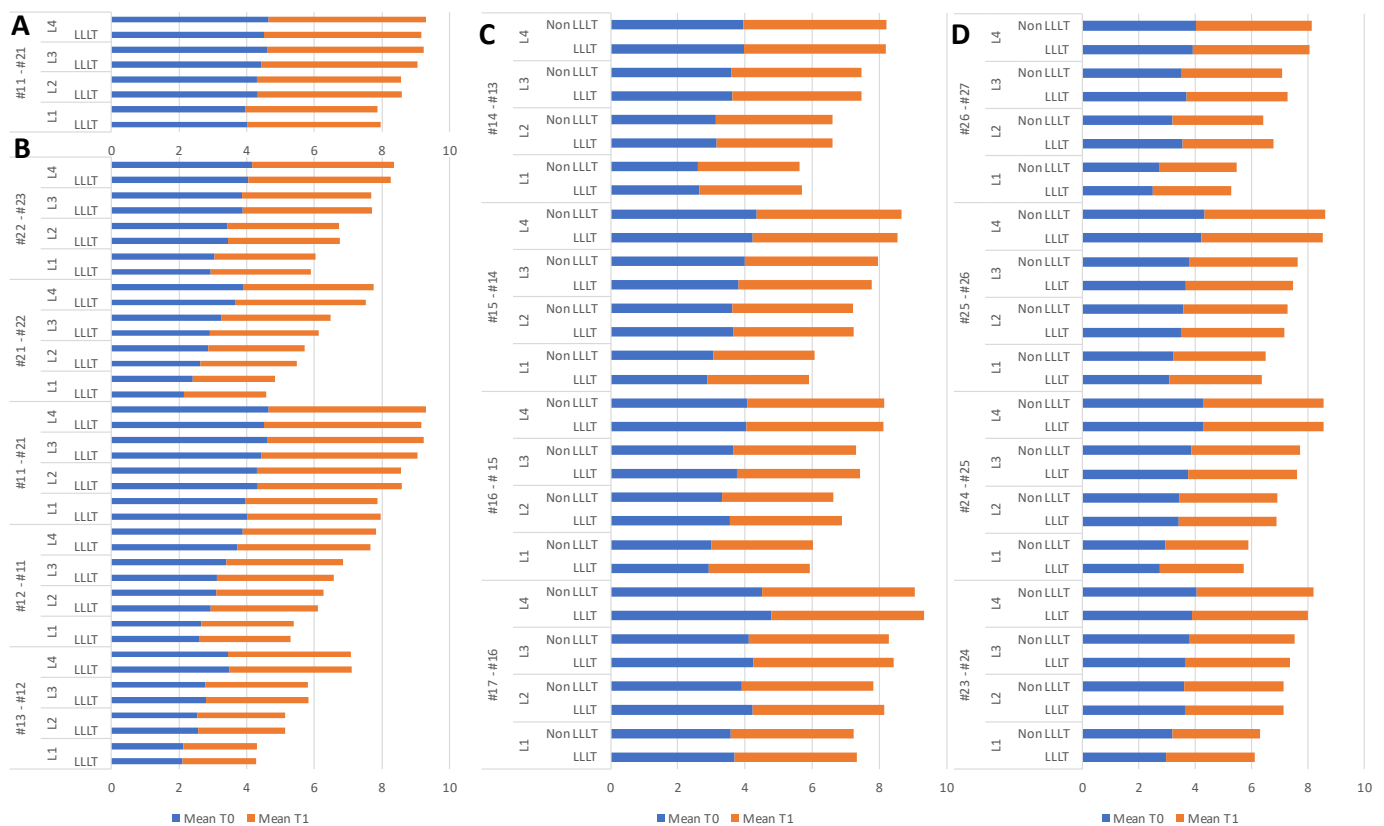 A
#11 - #21
L4
LLLT
L3
LLLT
L2
LLLT
L1
LLLT
0 2 4 6 8 10
B
#22 - #23
L4
LLLT
L3
LLLT
L2
LLLT
L1
LLLT
#21 - #22
L4
LLLT
L3
LLLT
L2
LLLT
L1
LLLT
#11 - #21
L4
LLLT
L3
LLLT
L2
LLLT
L1
LLLT
#12 - #11
L4
LLLT
L3
LLLT
L2
LLLT
L1
LLLT
#13 - #12
L4
LLLT
L3
LLLT
L2
LLLT
L1
LLLT
0 2 4 6 8 10
Mean T0 Mean T1
C
#14 - #13
L4
Non LLLT
LLLT
L3
Non LLLT
LLLT
L2
Non LLLT
LLLT
L1
Non LLLT
LLLT
#15 - #14
L4
Non LLLT
LLLT
L3
Non LLLT
LLLT
L2
Non LLLT
LLLT
L1
Non LLLT
LLLT
#16 - # 15
L4
Non LLLT
LLLT
L3
Non LLLT
LLLT
L2
Non LLLT
LLLT
L1
Non LLLT
LLLT
#17 - #16
L4
Non LLLT
LLLT
L3
Non LLLT
LLLT
L2
Non LLLT
LLLT
L1
Non LLLT
LLLT
0 2 4 6 8 10
Mean T0 Mean T1
D
#26 - #27
L4
Non LLLT
LLLT
L3
Non LLLT
LLLT
L2
Non LLLT
LLLT
L1
Non LLLT
LLLT
#25 - #26
L4
Non LLLT
LLLT
L3
Non LLLT
LLLT
L2
Non LLLT
LLLT
L1
Non LLLT
LLLT
#24 - #25
L4
Non LLLT
LLLT
L3
Non LLLT
LLLT
L2
Non LLLT
LLLT
L1
Non LLLT
LLLT
#23 - #24
L4
Non LLLT
LLLT
L3
Non LLLT
LLLT
L2
Non LLLT
LLLT
L1
Non LLLT
LLLT
0 2 4 6 8 10
Mean T0 Mean T1